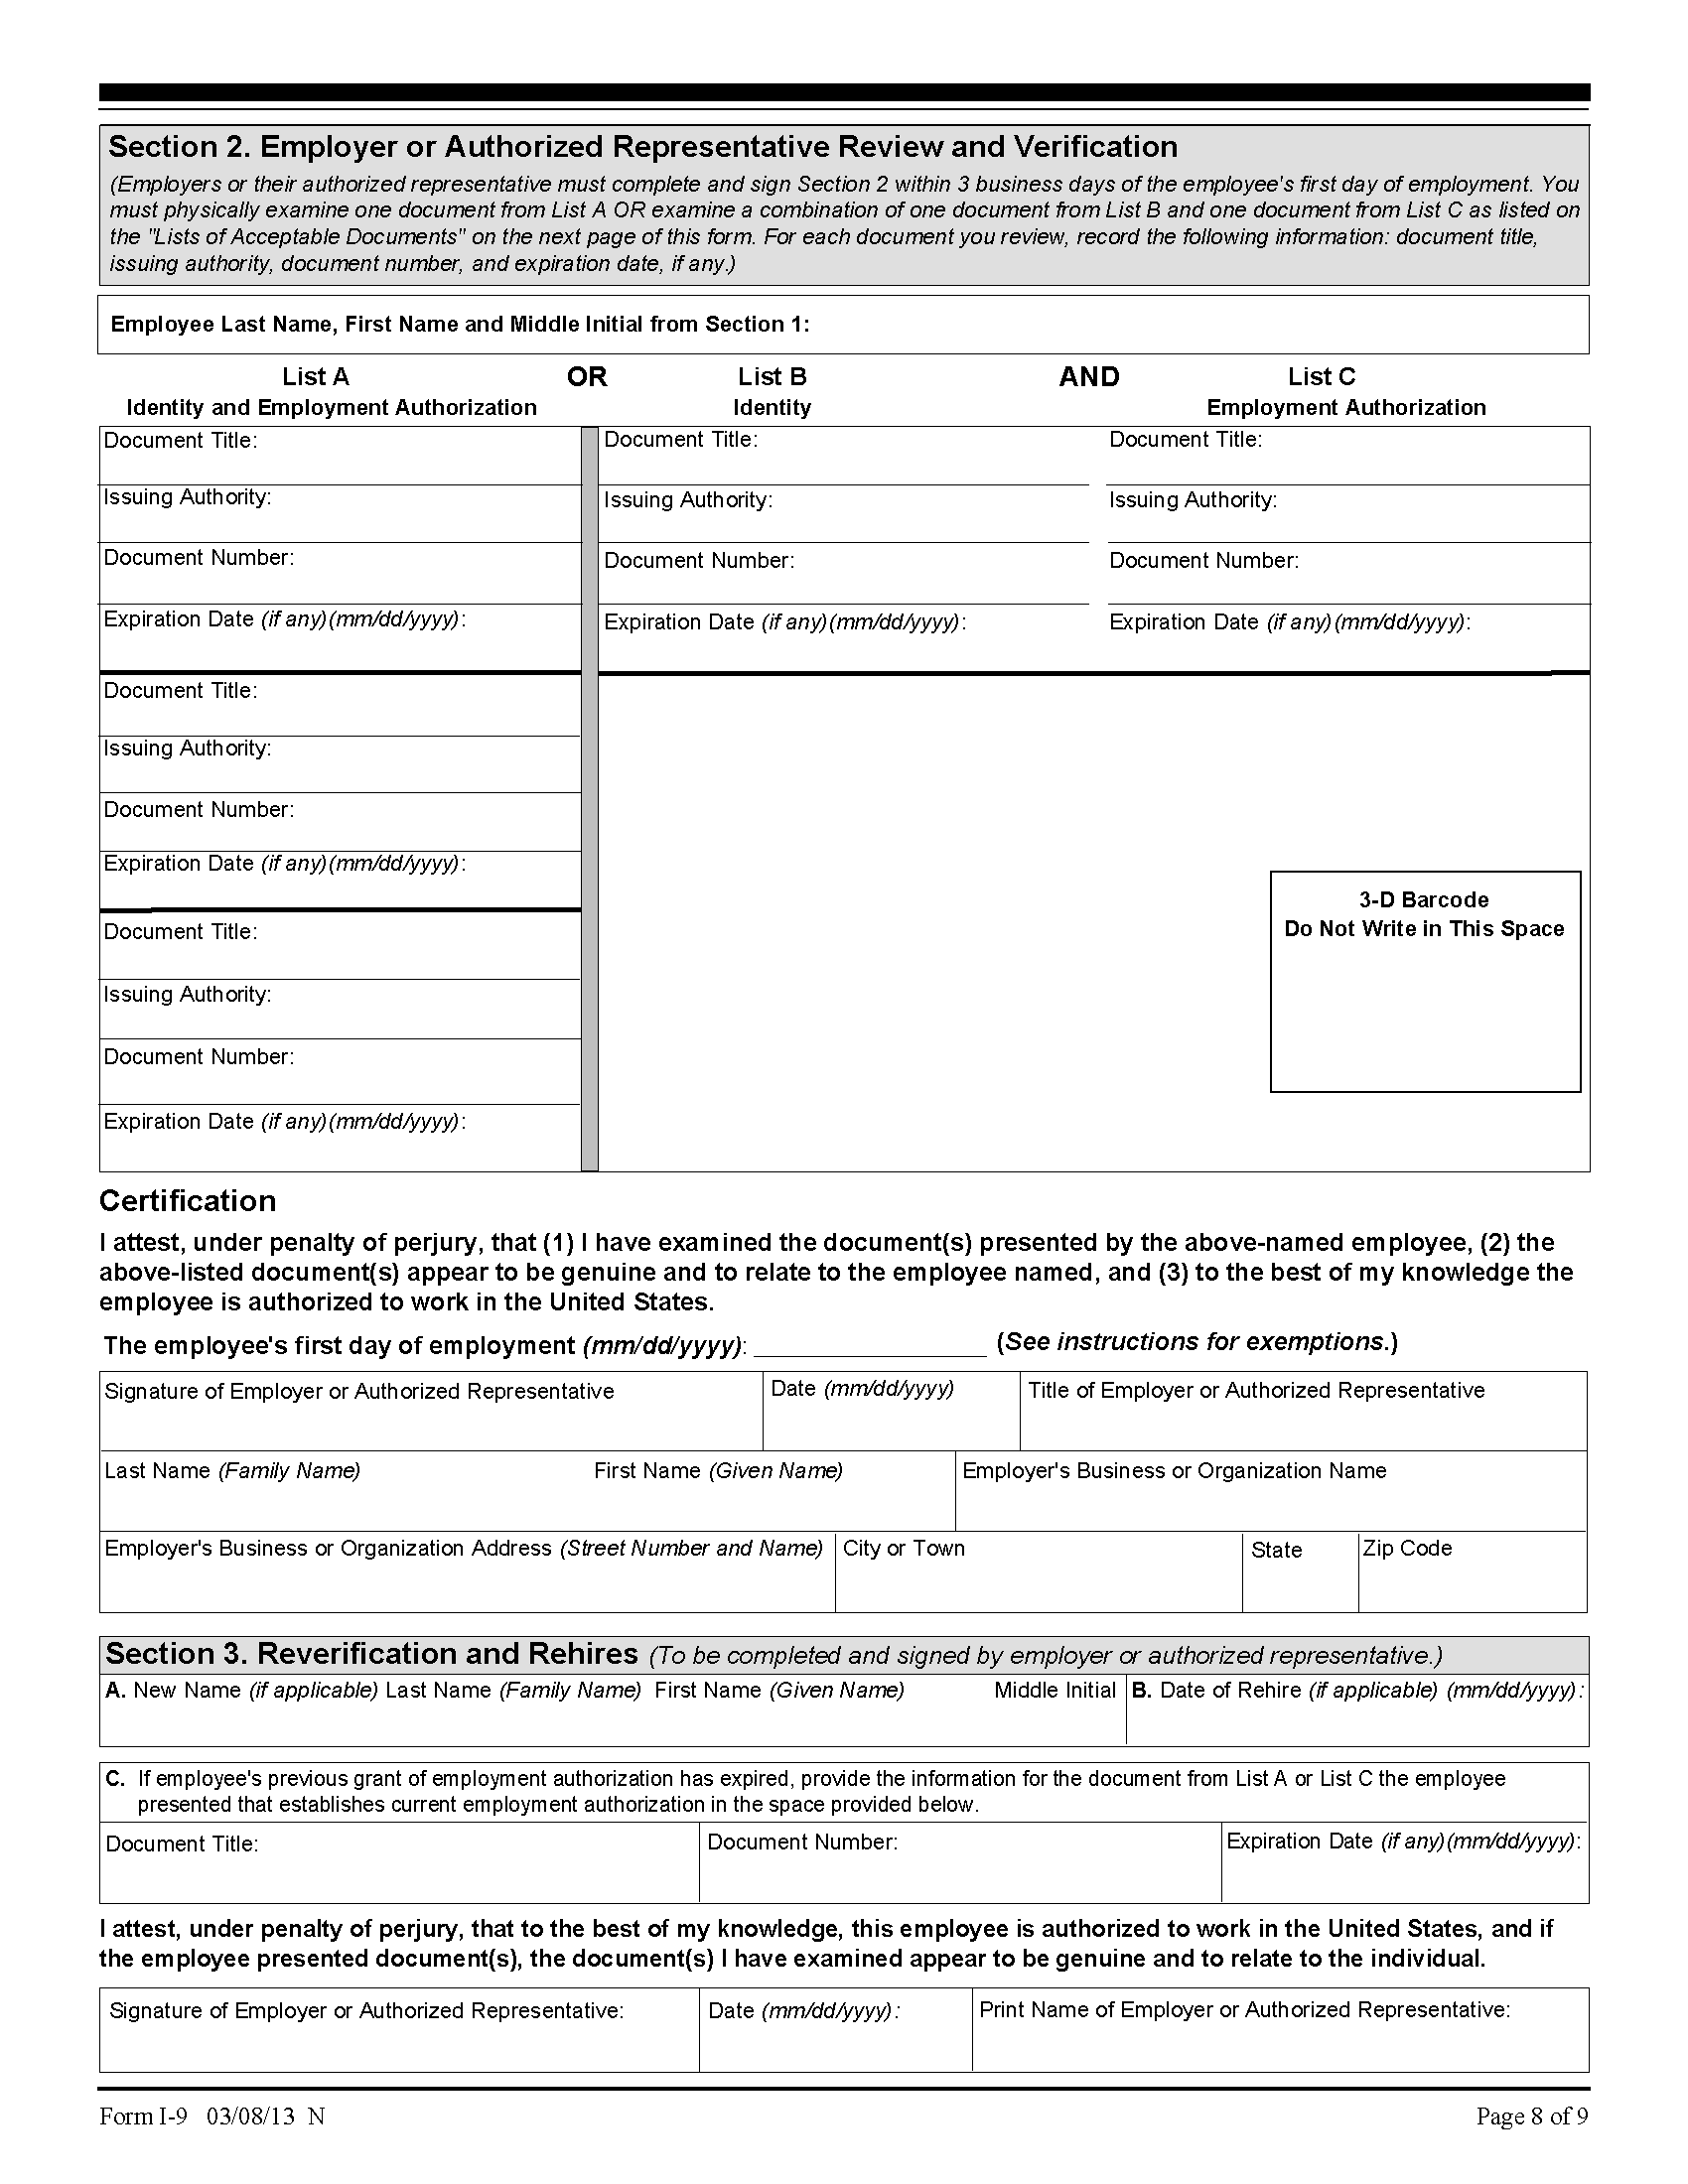 Section 2. Employer or Authorized Representative Review and Verification
(Employers or their authorized representative must complete and sign Section 2 within 3 business days of the employee's first day of employment. You
must physically examine one document from List A OR examine a combination of one document from List B and one document from List C as listed on
the "Lists of Acceptable Documents" on the next page of this form. For each document you review, record the following information: document title,
issuing authority, document number, and expiration date, if any.)
Employee Last Name, First Name and Middle Initial from Section 1:
List A OR List B AND List C
Identity and Employment Authorization Identity Employment Authorization
Document Title: Document Title: Document Title:
Issuing Authority: Issuing Authority: Issuing Authority:
Document Number: Document Number: Document Number:
Expiration Date (if any)(mm/dd/yyyy): Expiration Date (if any)(mm/dd/yyyy): Expiration Date (if any)(mm/dd/yyyy):
Document Title:
Issuing Authority:
Document Number:
Expiration Date (if any)(mm/dd/yyyy):
3-D Barcode
Do Not Write in This Space
Document Title:
Issuing Authority:
Document Number:
Expiration Date (if any)(mm/dd/yyyy):
Certification
I attest, under penalty of perjury, that (1) I have examined the document(s) presented by the above-named employee, (2) the
above-listed document(s) appear to be genuine and to relate to the employee named, and (3) to the best of my knowledge the
employee is authorized to work in the United States.
The employee's first day of employment (mm/dd/yyyy): (See instructions for exemptions.)
Signature of Employer or Authorized Representative Date (mm/dd/yyyy) Title of Employer or Authorized Representative
Last Name (Family Name) First Name (Given Name) Employer's Business or Organization Name
Employer's Business or Organization Address (Street Number and Name) City or Town State Zip Code
Section 3. Reverification and Rehires (To be completed and signed by employer or authorized representative.)
A. New Name (if applicable) Last Name (Family Name) First Name (Given Name) Middle Initial B. Date of Rehire (if applicable) (mm/dd/yyyy):
C. If employee's previous grant of employment authorization has expired, provide the information for the document from List A or List C the employee
presented that establishes current employment authorization in the space provided below.
Document Title: Document Number: Expiration Date (if any)(mm/dd/yyyy):
I attest, under penalty of perjury, that to the best of my knowledge, this employee is authorized to work in the United States, and if
the employee presented document(s), the document(s) I have examined appear to be genuine and to relate to the individual.
Signature of Employer or Authorized Representative: Date (mm/dd/yyyy): Print Name of Employer or Authorized Representative:
Form I-9 03/08/13 N Page 8 of 9